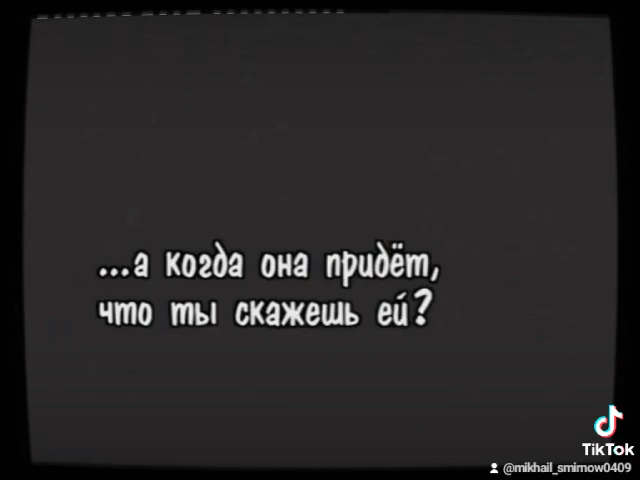 ...а когда она придёт,
что ты скажешь ей?
TikTok
@mikhail_smirnow0409